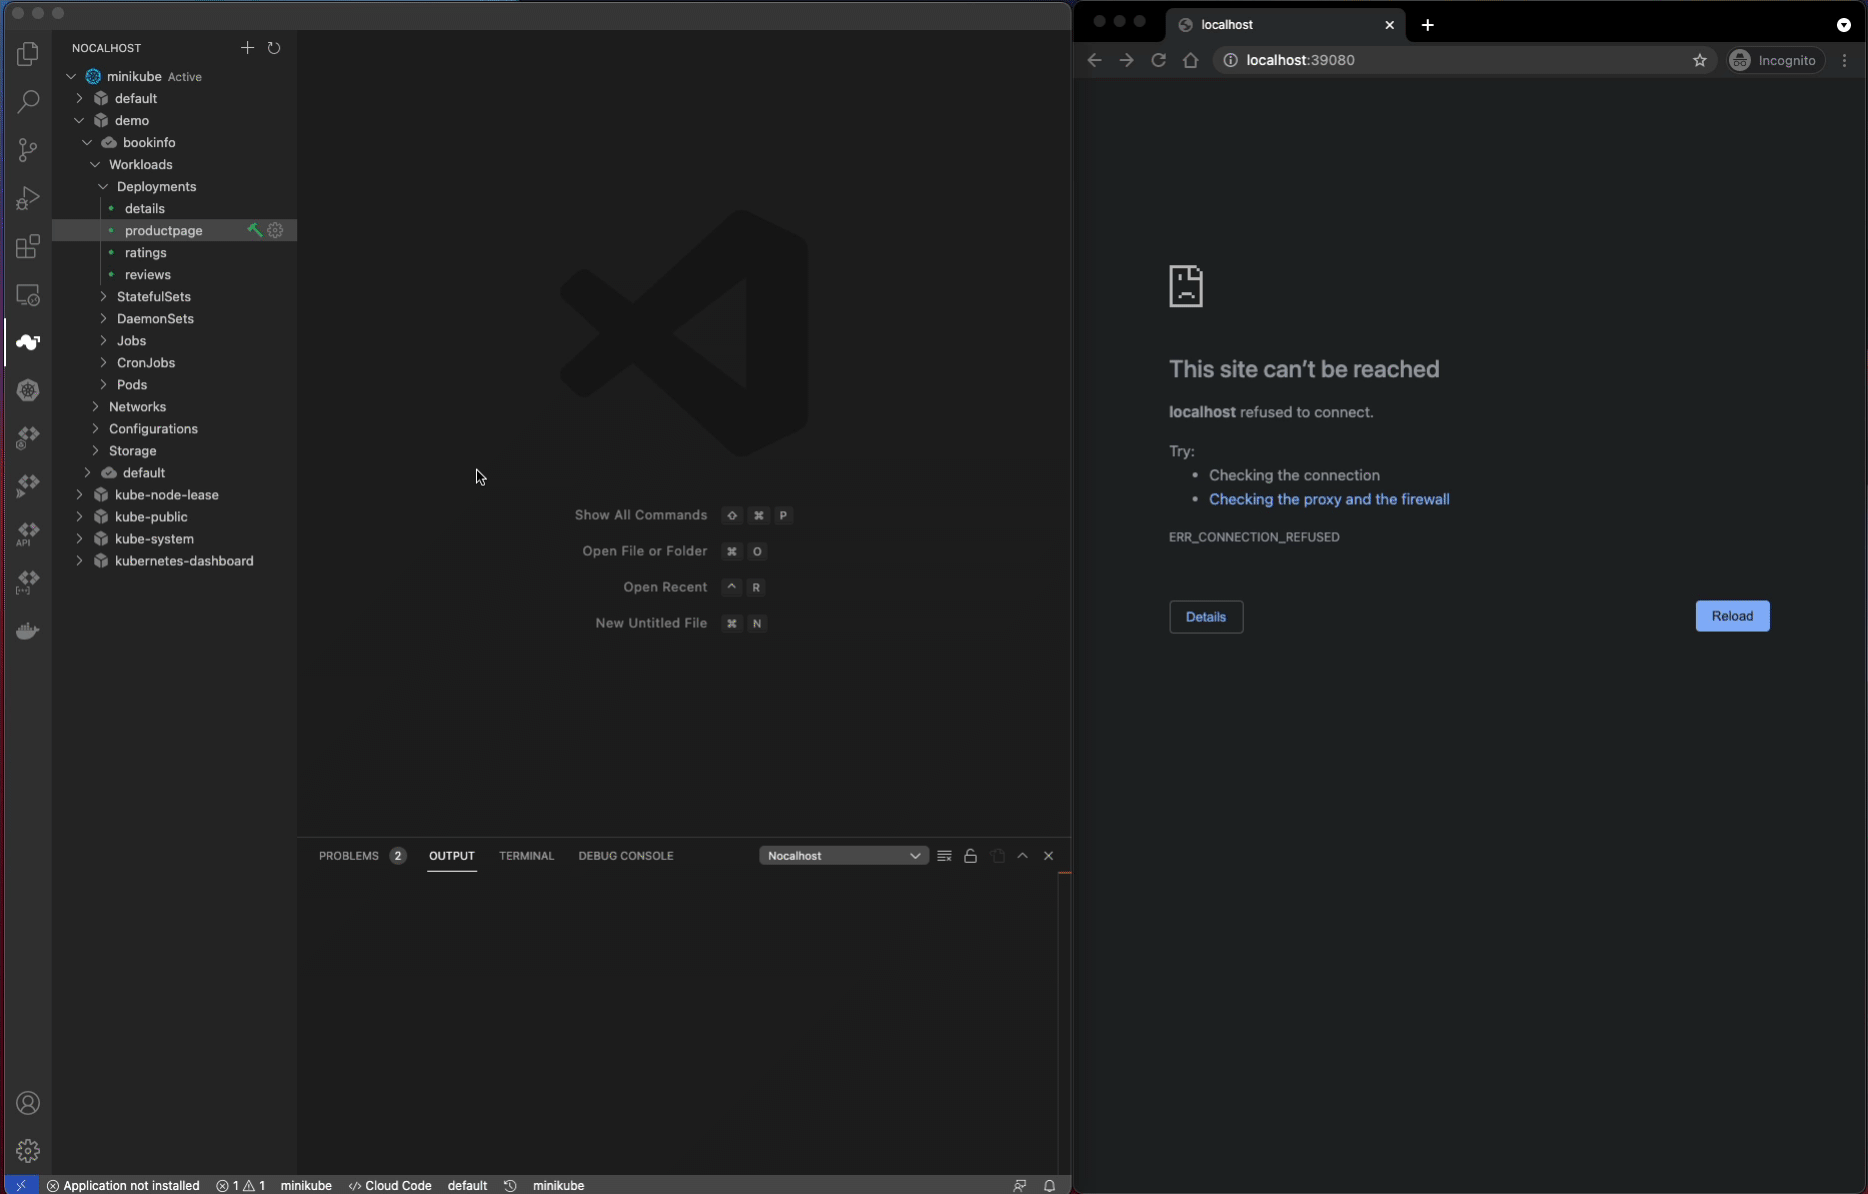 NOCALHOST
minikube Active
default
demo
bookinfo
Workloads
Deployments
details
productpage
ratings
reviews
StatefulSets
DaemonSets
Jobs
CronJobs
Pods
Networks
Configurations
Storage
default
kube-node-lease
kube-public
kube-system
kubernetes-dashboard
API
Show All Commands ⇧ ⌘ P
Open File or Folder ⌘ O
Open Recent ^ R
New Untitled File ⌘ N
PROBLEMS 2 OUTPUT TERMINAL DEBUG CONSOLE Nocalhost
Application not installed 1 1 minikube Cloud Code default minikube
localhost
localhost:39080 Incognito
This site can't be reached
localhost refused to connect.
Try:
• Checking the connection
• Checking the proxy and the firewall
ERR_CONNECTION_REFUSED
Details Reload